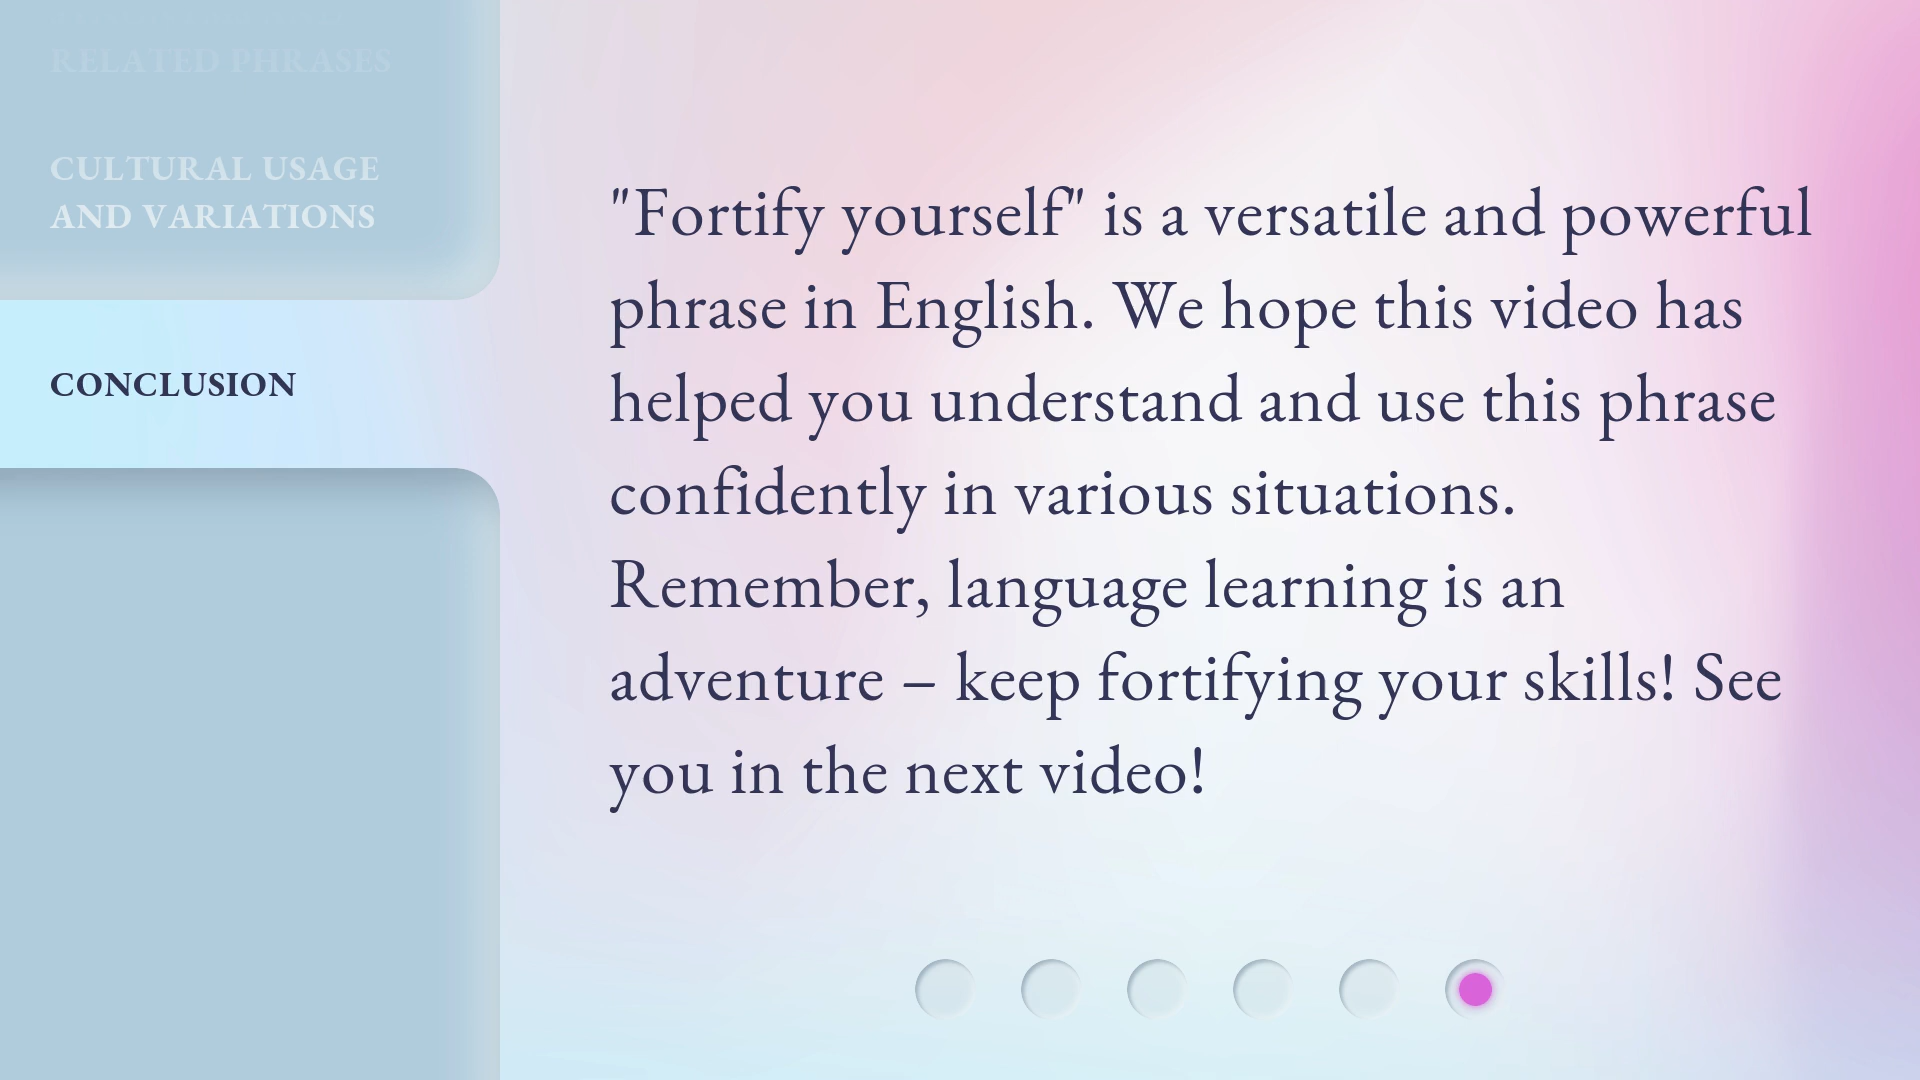 RELATED PHRASES
CULTURAL USAGE
AND VARIATIONS
CONCLUSION
"Fortify yourself" is a versatile and powerful
phrase in English. We hope this video has
helped you understand and use this phrase
confidently in various situations.
Remember, language learning is an
adventure – keep fortifying your skills! See
you in the next video!